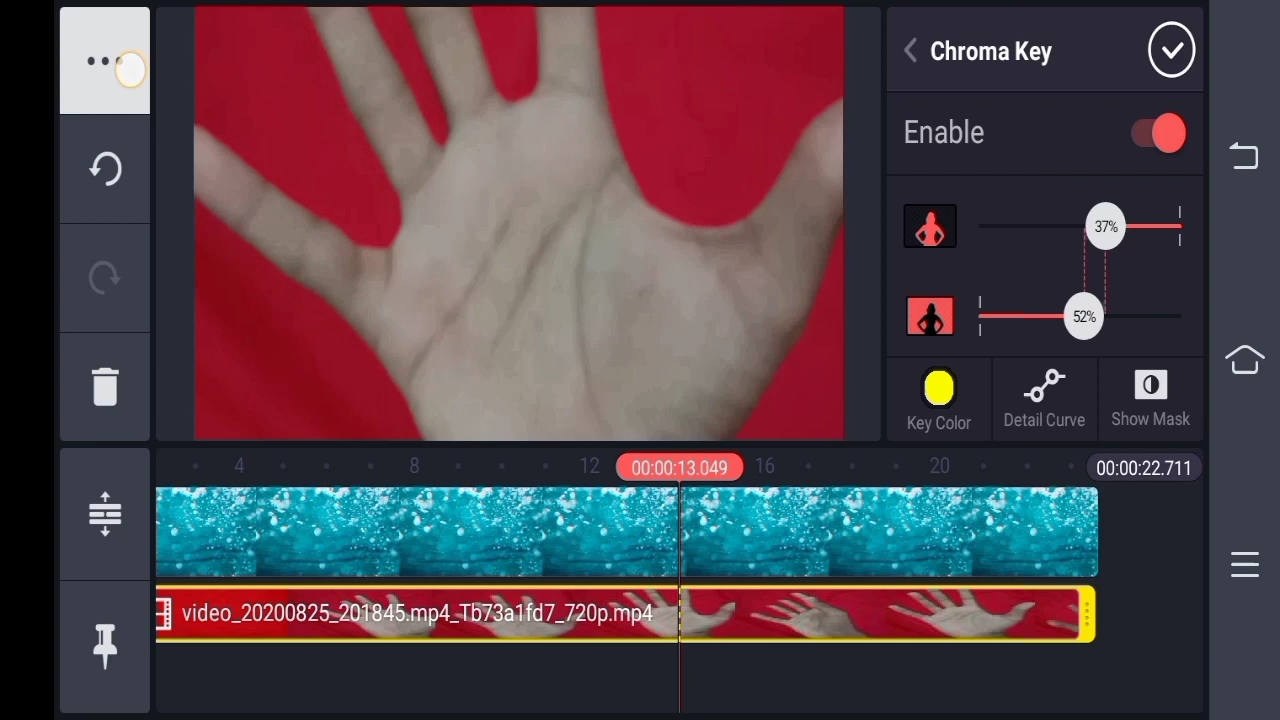 Chroma Key
Enable
37%
52%
Key Color
Detail Curve
Show Mask
4
8
12
00:00:13.049
16
20
00:00:22.711
video_20200825_201845.mp4_Tb73a1fd7_720p.mp4